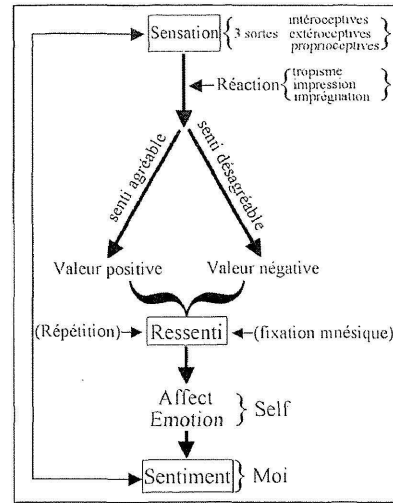 Sensation { 3 sortes intéroceptives }
extéroceptives
proprioceptives
Réaction { tropisme }
impression
imprégnation
senti agréable
senti désagréable
Valeur positive
Valeur négative
(Répétition)
Ressenti
(fixation mnésique)
Affect
Emotion } Self
Sentiment } Moi